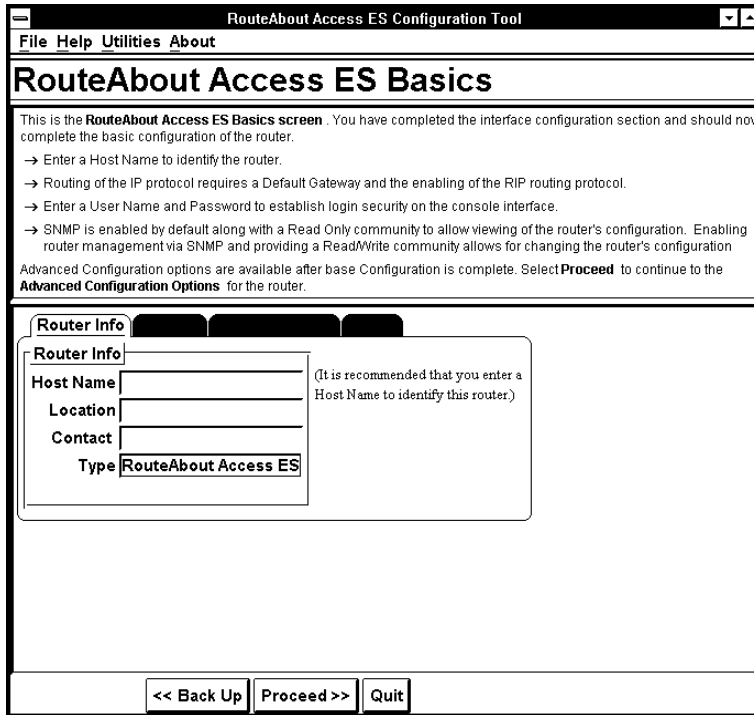 RouteAbout Access ES Configuration Tool
File Help Utilities About
RouteAbout Access ES Basics
This is the RouteAbout Access ES Basics screen . You have completed the interface configuration section and should now
complete the basic configuration of the router.
→ Enter a Host Name to identify the router.
→ Routing of the IP protocol requires a Default Gateway and the enabling of the RIP routing protocol.
→ Enter a User Name and Password to establish login security on the console interface.
→ SNMP is enabled by default along with a Read Only community to allow viewing of the router's configuration. Enabling
router management via SNMP and providing a Read/Write community allows for changing the router's configuration
Advanced Configuration options are available after base Configuration is complete. Select Proceed to continue to the
Advanced Configuration Options for the router.
Router Info
Router Info
Host Name
(It is recommended that you enter a
Host Name to identify this router.)
Location
Contact
Type RouteAbout Access ES
<< Back Up Proceed >> Quit